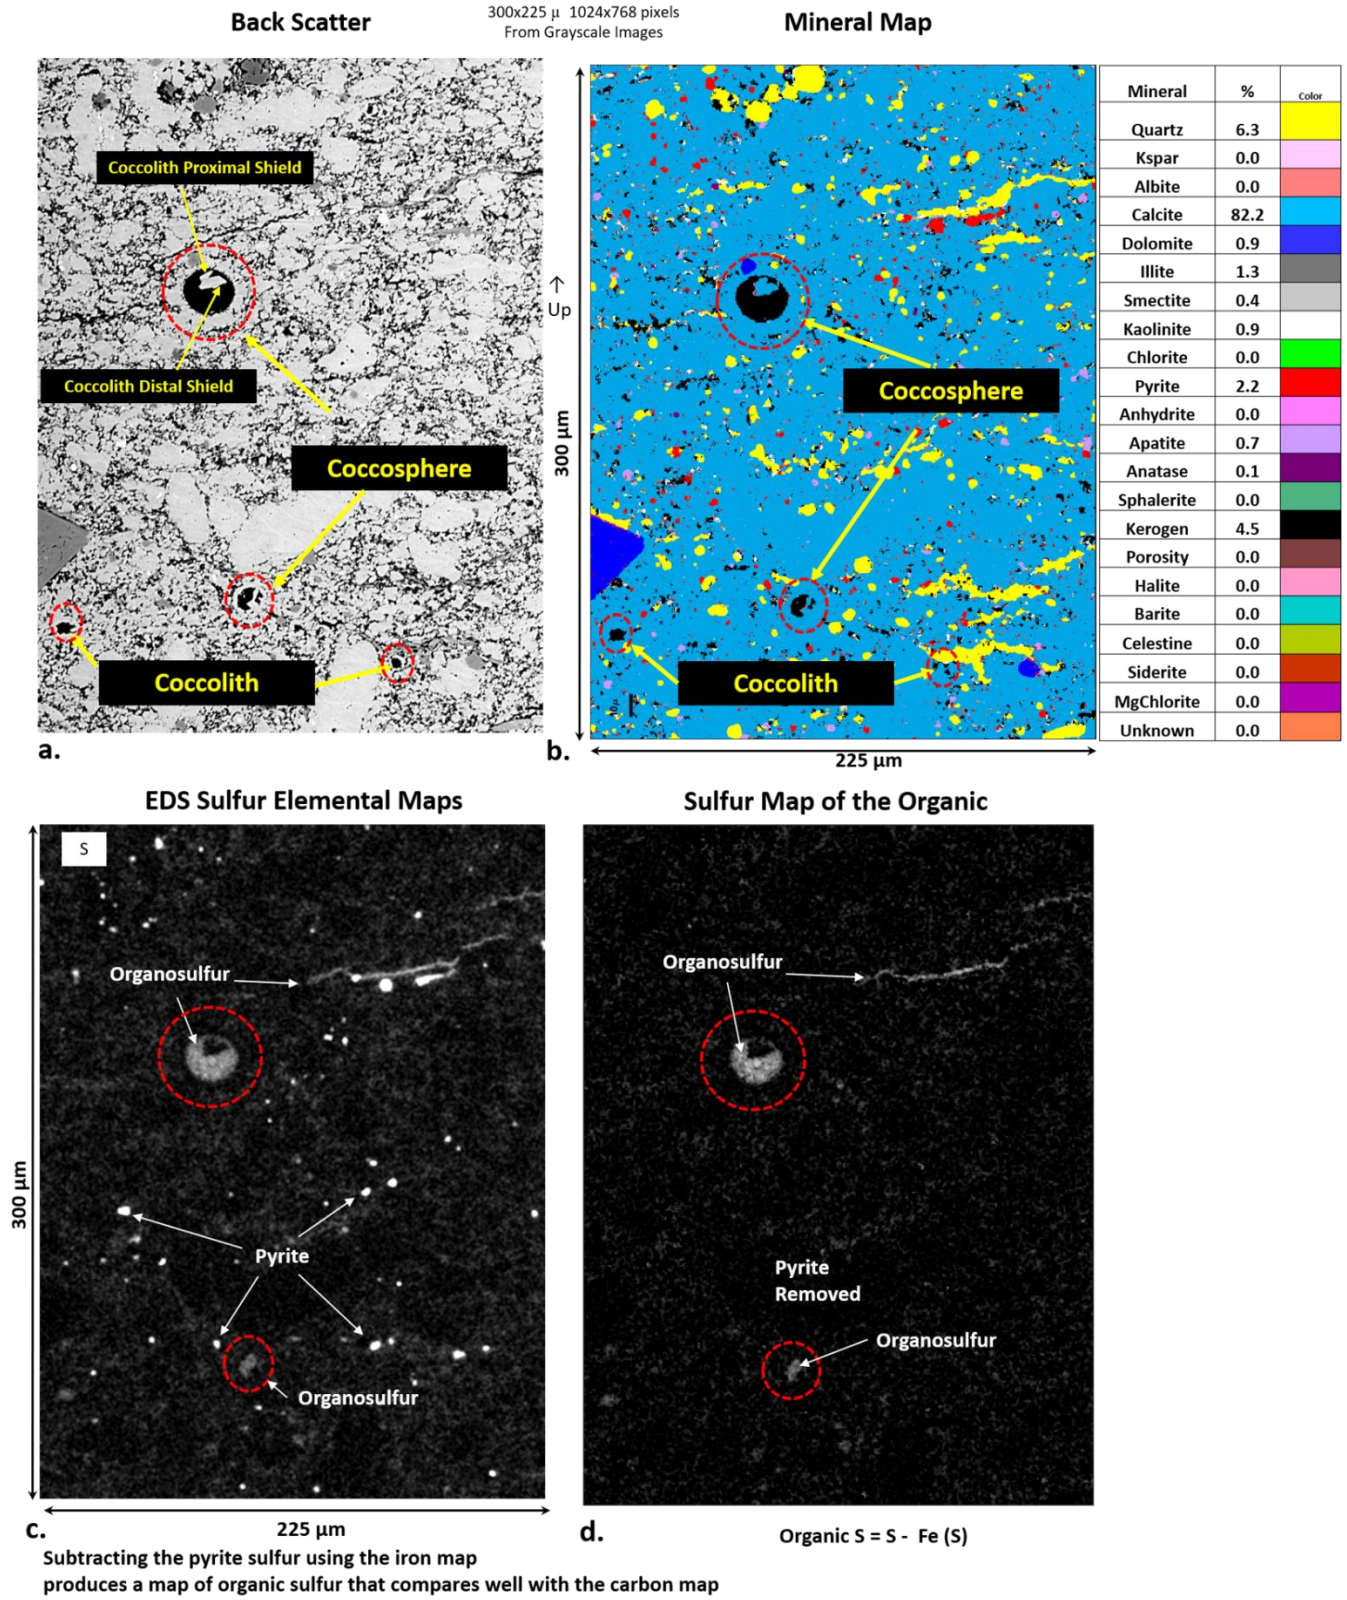 Back Scatter
300x225 μ 1024x768 pixels
From Grayscale Images
Mineral Map
Coccolith Proximal Shield
Coccolith Distal Shield
Coccosphere
Coccolith
a.
↑
Up
300 μm
Coccosphere
Coccolith
b.
225 μm
Mineral % Color
Quartz 6.3
Kspar 0.0
Albite 0.0
Calcite 82.2
Dolomite 0.9
Illite 1.3
Smectite 0.4
Kaolinite 0.9
Chlorite 0.0
Pyrite 2.2
Anhydrite 0.0
Apatite 0.7
Anatase 0.1
Sphalerite 0.0
Kerogen 4.5
Porosity 0.0
Halite 0.0
Barite 0.0
Celestine 0.0
Siderite 0.0
MgChlorite 0.0
Unknown 0.0
EDS Sulfur Elemental Maps
S
Organosulfur
300 μm
Pyrite
Organosulfur
c.
225 μm
Sulfur Map of the Organic
Organosulfur
Pyrite
Removed
Organosulfur
d.
Organic S = S - Fe (S)
Subtracting the pyrite sulfur using the iron map
produces a map of organic sulfur that compares well with the carbon map